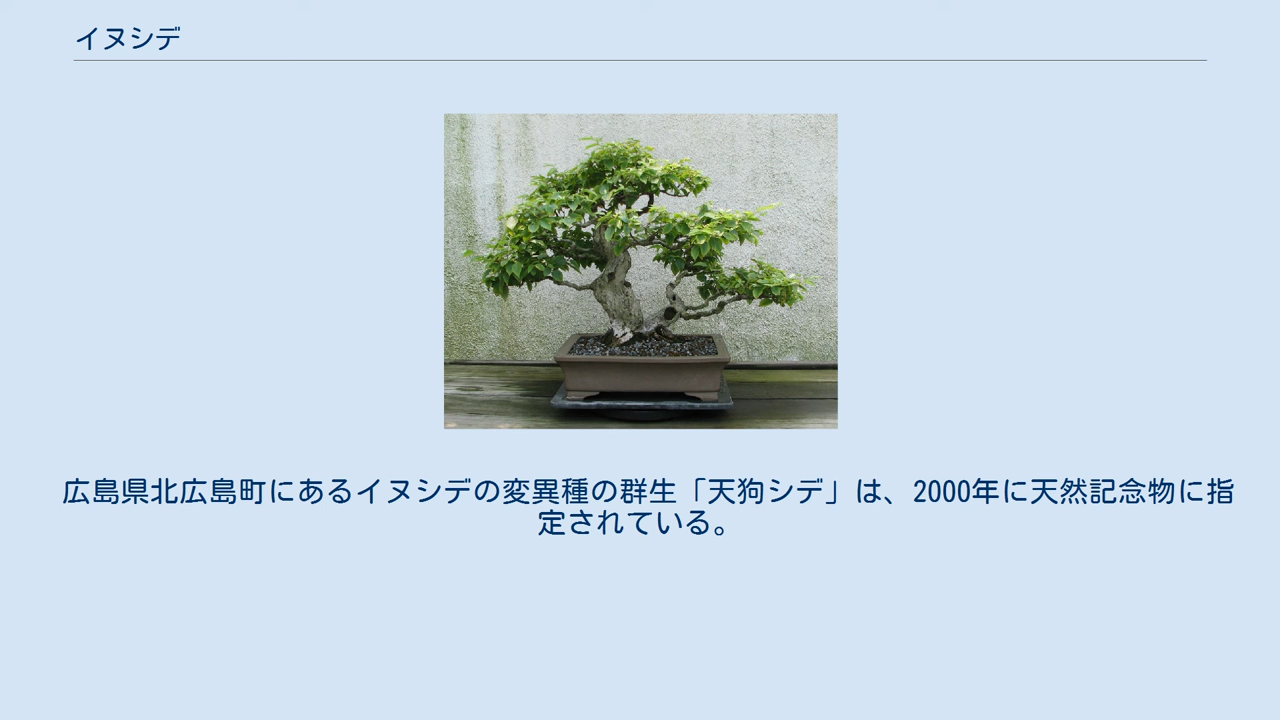 イヌシデ
広島県北広島町にあるイヌシデの変異種の群生「天狗シデ」は、2000年に天然記念物に指
定されている。